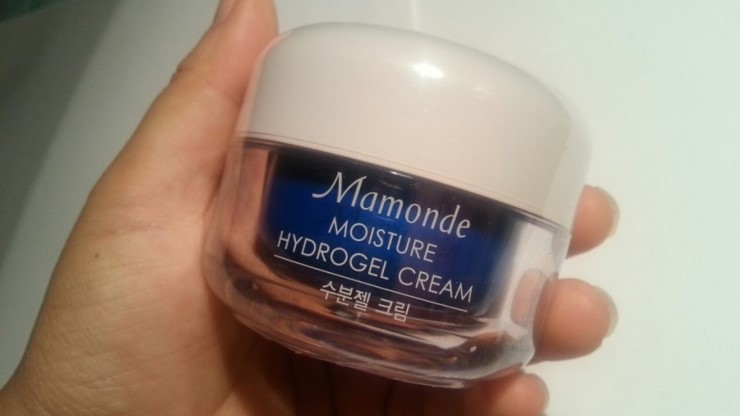 Mamonde
MOISTURE
HYDROGEL CREAM
수분젤 크림